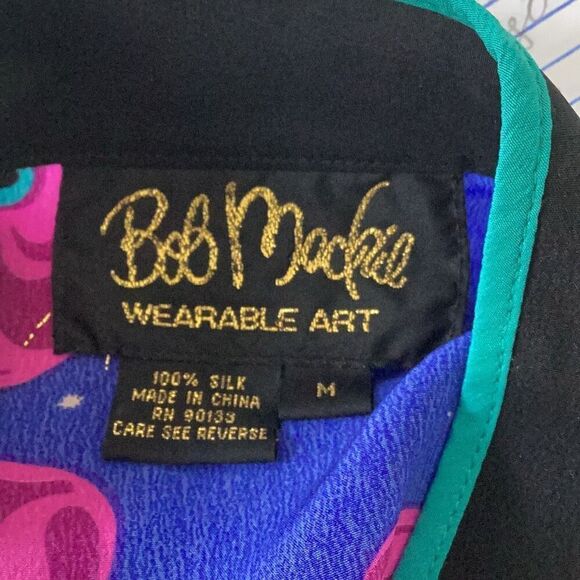 Bob Mackie
WEARABLE ART
100% SILK
MADE IN CHINA
RN 90133
CARE SEE REVERSE
M